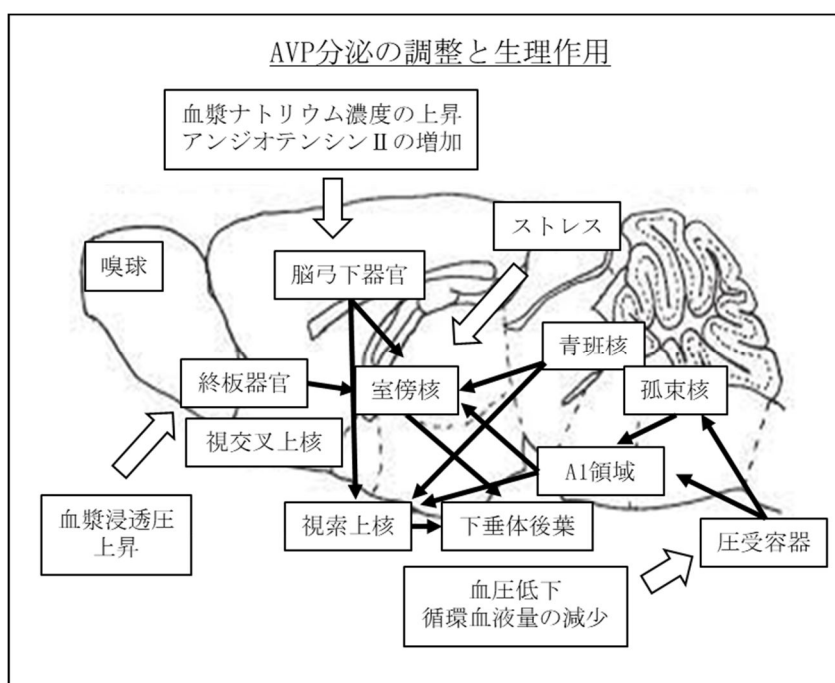 AVP分泌の調整と生理作用
血漿ナトリウム濃度の上昇
アンジオテンシンⅡの増加
ストレス
嗅球
脳弓下器官
青班核
終板器官
室傍核
孤束核
視交叉上核
A1領域
血漿浸透圧
上昇
視索上核
下垂体後葉
圧受容器
血圧低下
循環血液量の減少